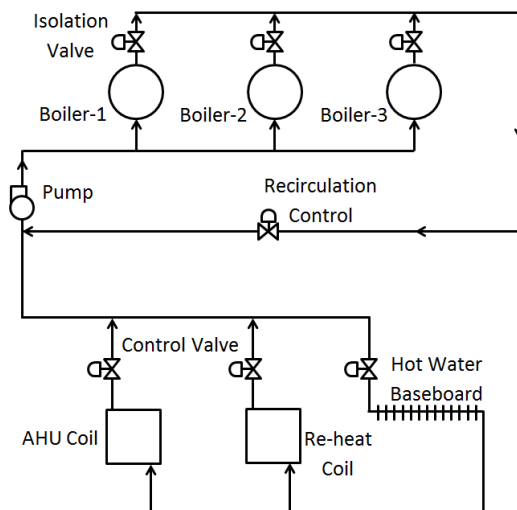 Isolation
Valve
Boiler-1
Boiler-2
Boiler-3
Pump
Recirculation
Control
Control Valve
Hot Water
Baseboard
AHU Coil
Re-heat
Coil